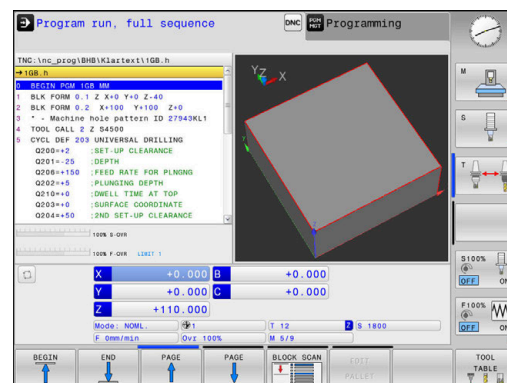 Program run, full sequence
DNC
PGM
MGT
Programming
TNC:\nc_prog\BHB\Klartext\1GB.h
→1GB.h
0 BEGIN PGM 1GB MM
1 BLK FORM 0.1 Z X+0 Y+0 Z-40
2 BLK FORM 0.2 X+100 Y+100 Z+0
3 * - Machine hole pattern ID 27943KL1
4 TOOL CALL 2 Z S4500
5 CYCL DEF 203 UNIVERSAL DRILLING
Q200=+2 ;SET-UP CLEARANCE
Q201=-25 ;DEPTH
Q206=+150 ;FEED RATE FOR PLNGNG
Q202=+5 ;PLUNGING DEPTH
Q210=+0 ;DWELL TIME AT TOP
Q203=+0 ;SURFACE COORDINATE
Q204=+50 ;2ND SET-UP CLEARANCE
Y Z X
Z
100% S-OVR
100% F-OVR LIMIT 1
X +0.000 B +0.000
Y +0.000 C +0.000
Z +110.000
Mode: NOML. 1 T 12 Z S 1800
F 0mm/min Ovr 100% M 5/9
M
S
T
S100%
OFF ON
F100%
OFF ON
BEGIN
END
PAGE
PAGE
BLOCK SCAN
EDIT
PALLET
TOOL
TABLE